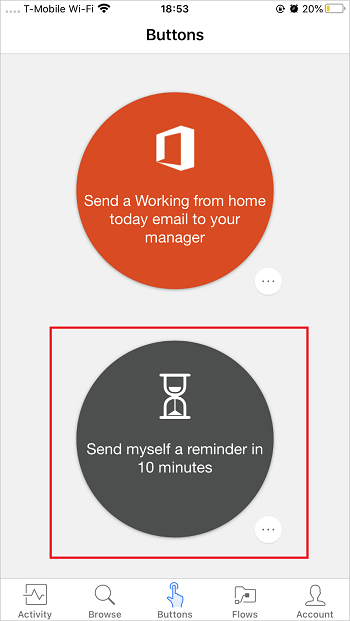 T-Mobile Wi-Fi 18:53 20%
Buttons
Send a Working from home
today email to your
manager
Send myself a reminder in
10 minutes
Activity Browse Buttons Flows Account